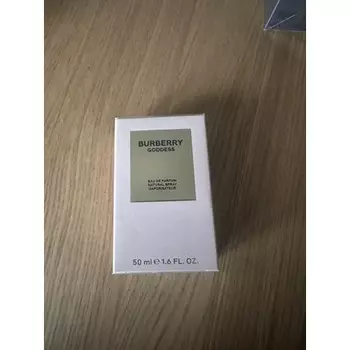 BURBERRY
GODDESS
EAU DE PARFUM
NATURAL SPRAY
VAPORISATEUR
50 ml ℮ 1.6 FL. OZ.